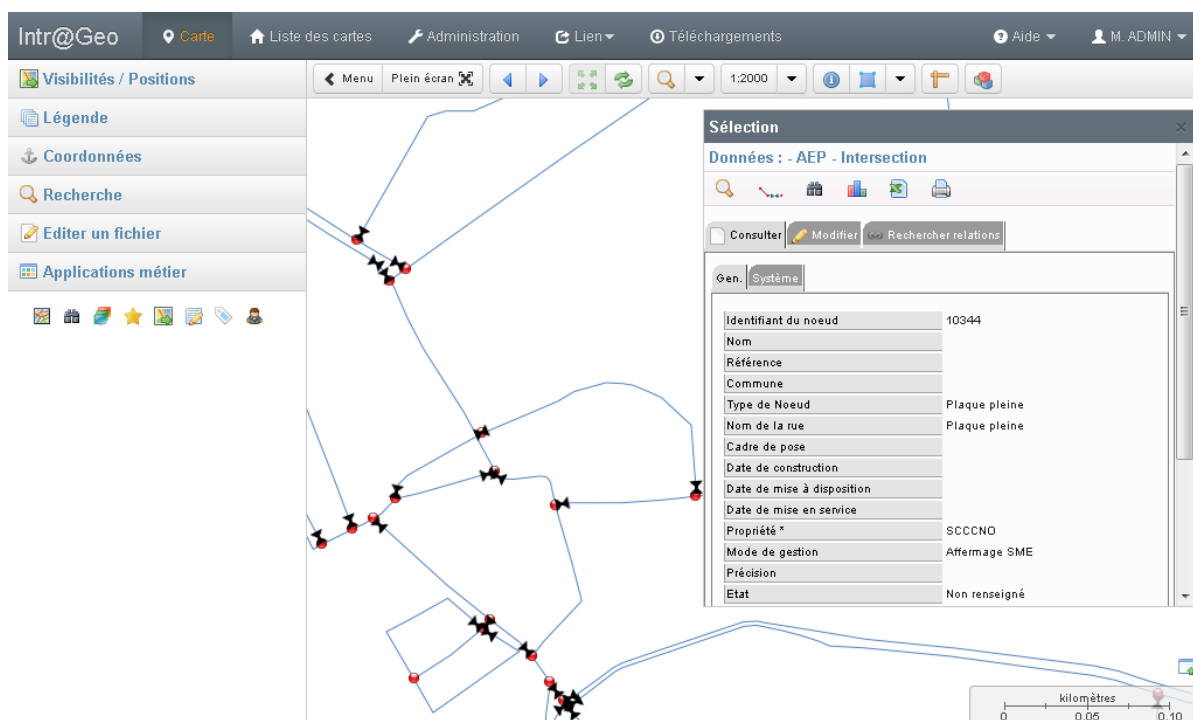 Intr@Geo Carte Liste des cartes Administration Lien Téléchargements Aide M. ADMIN
Visibilités / Positions
Légende
Coordonnées
Recherche
Editer un fichier
Applications métier
Menu Plein écran 1:2000
Sélection
Données : - AEP - Intersection
Consulter Modifier Rechercher relations
Gen. Système
Identifiant du noeud 10344
Nom
Référence
Commune
Type de Noeud Plaque pleine
Nom de la rue Plaque pleine
Cadre de pose
Date de construction
Date de mise à disposition
Date de mise en service
Propriété * SCCCNO
Mode de gestion Affermage SME
Précision
Etat Non renseigné
kilomètres
0 0.05 0.10